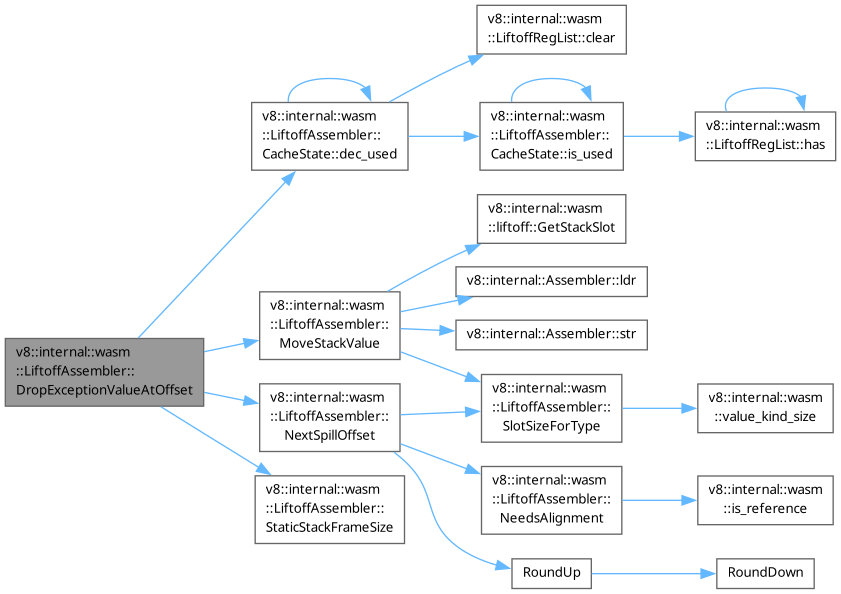 v8::internal::wasm
::LiftoffRegList::clear
v8::internal::wasm
::LiftoffAssembler::
CacheState::dec_used
v8::internal::wasm
::LiftoffAssembler::
CacheState::is_used
v8::internal::wasm
::LiftoffRegList::has
v8::internal::wasm
::liftoff::GetStackSlot
v8::internal::Assembler::ldr
v8::internal::wasm
::LiftoffAssembler::
MoveStackValue
v8::internal::Assembler::str
v8::internal::wasm
::LiftoffAssembler::
DropExceptionValueAtOffset
v8::internal::wasm
::LiftoffAssembler::
SlotSizeForType
v8::internal::wasm
::value_kind_size
v8::internal::wasm
::LiftoffAssembler::
NextSpillOffset
v8::internal::wasm
::LiftoffAssembler::
NeedsAlignment
v8::internal::wasm
::is_reference
v8::internal::wasm
::LiftoffAssembler::
StaticStackFrameSize
RoundUp
RoundDown